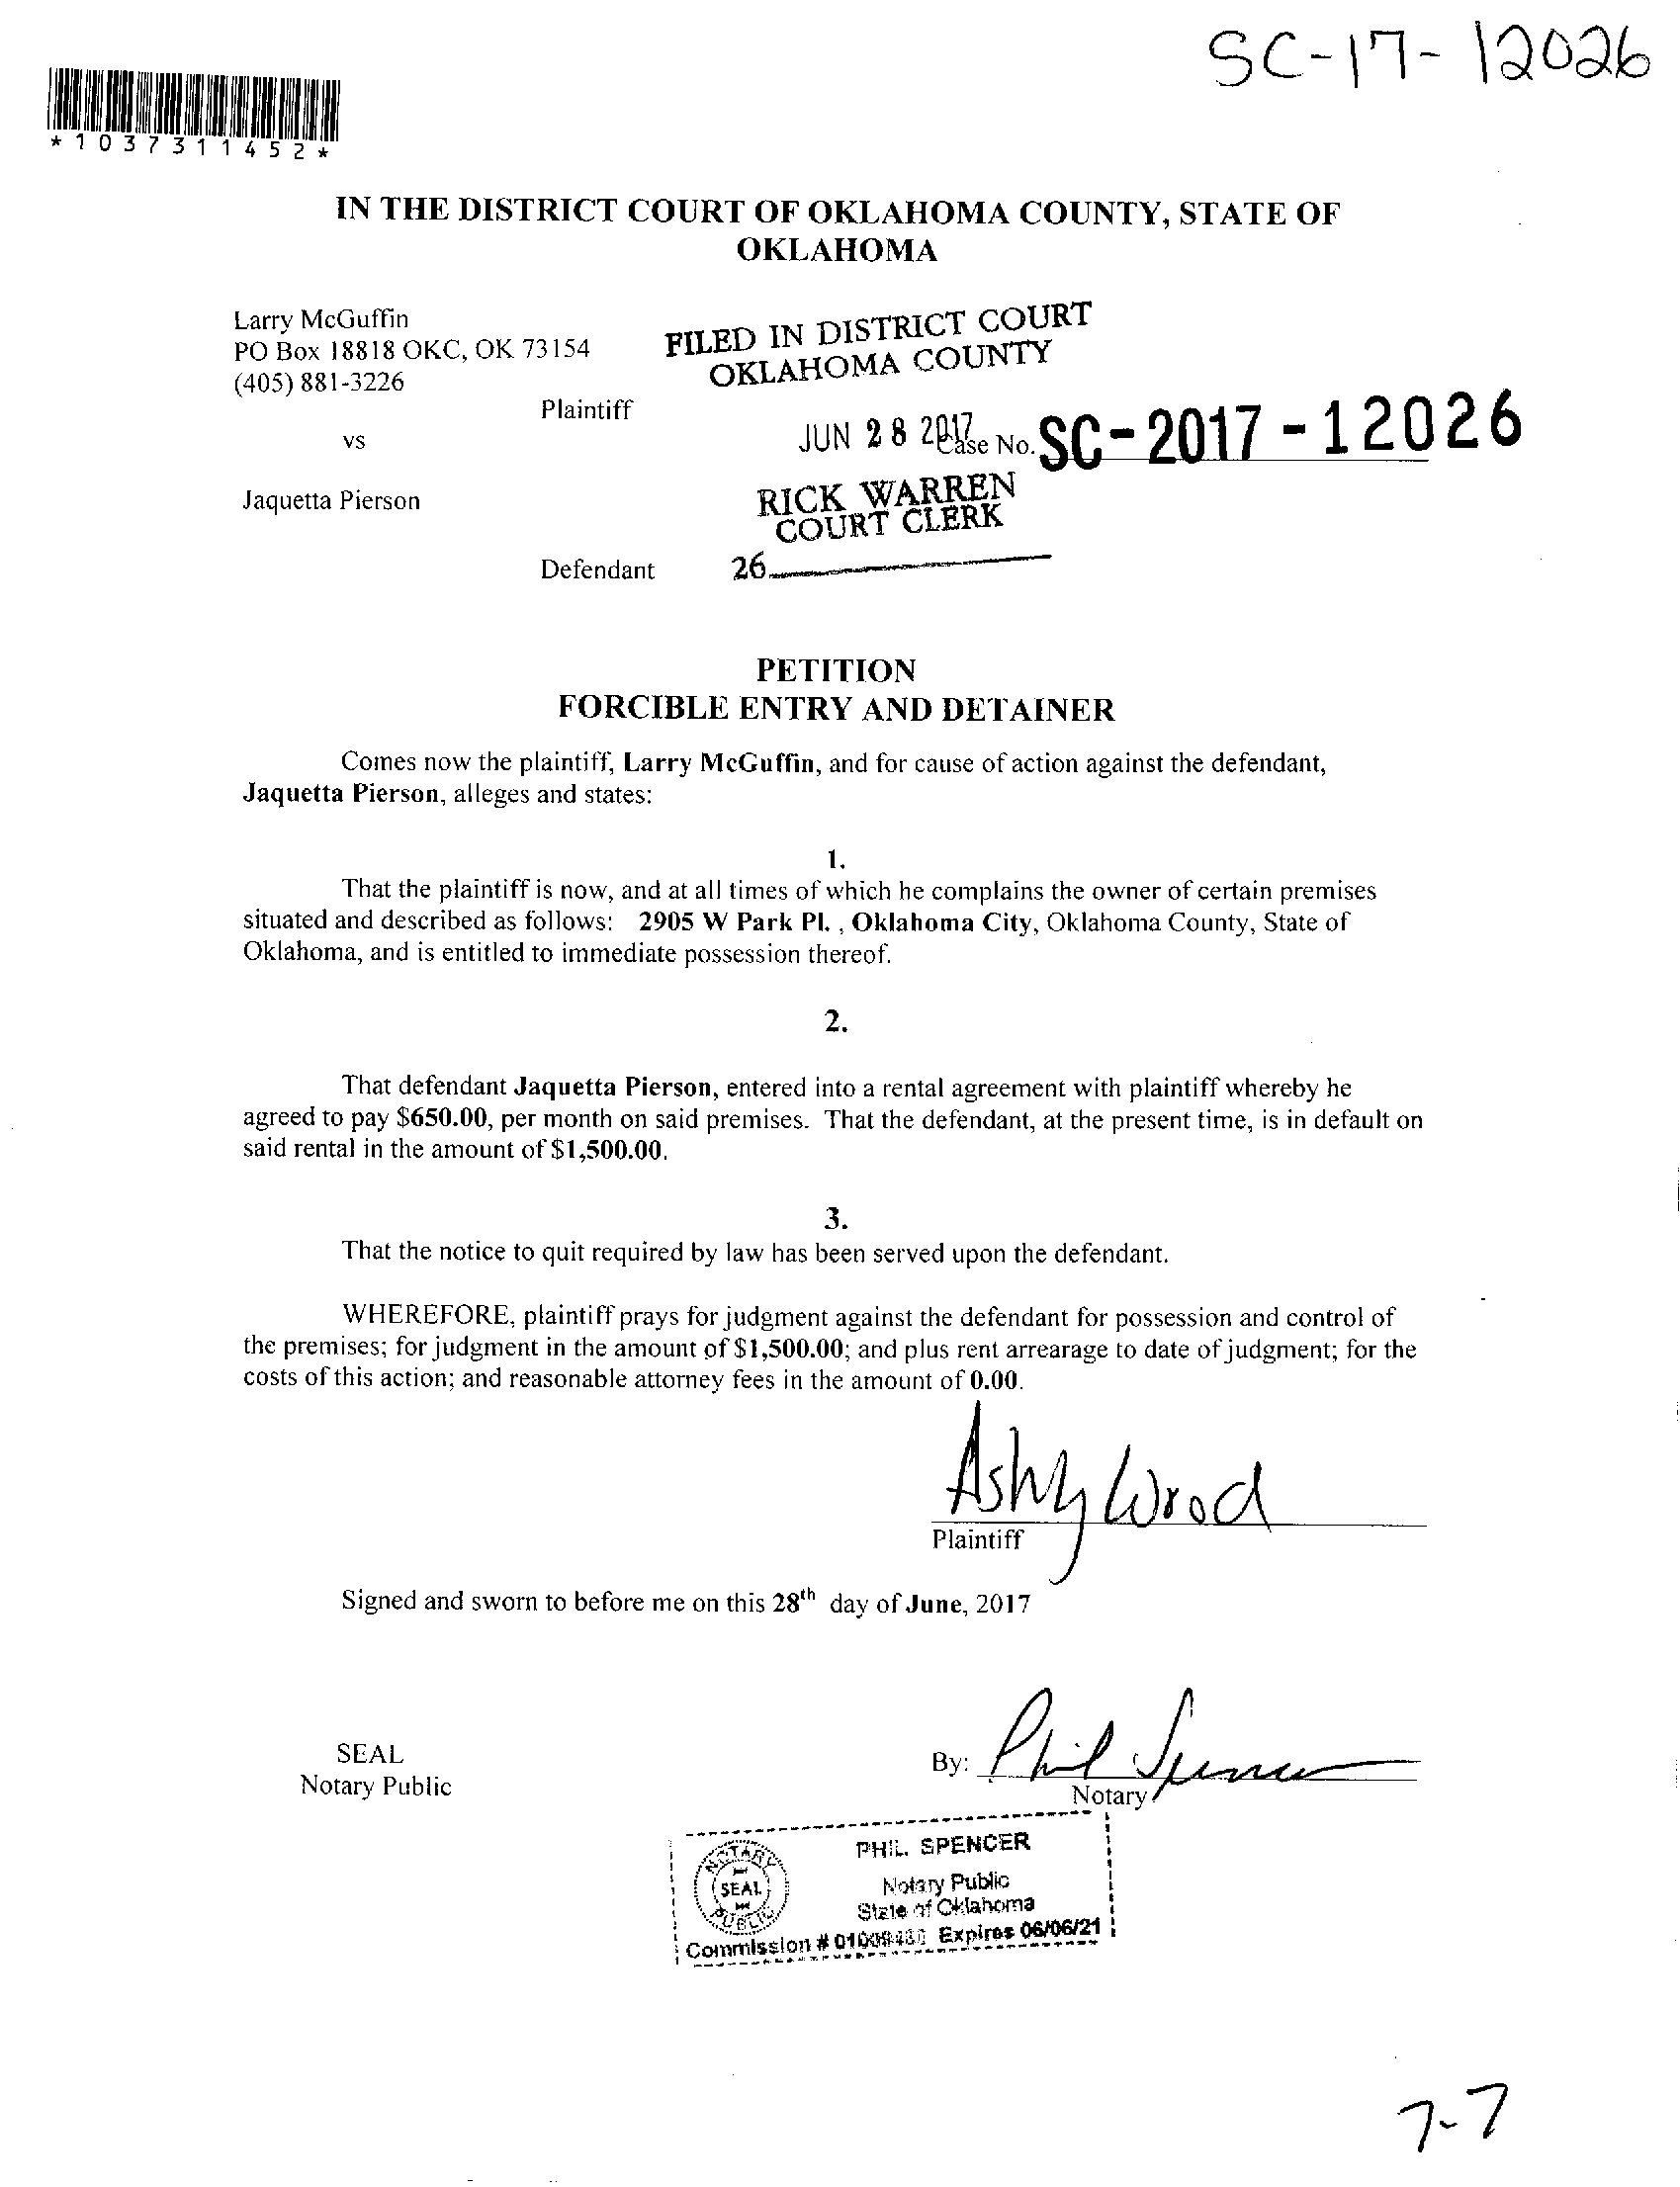 SC-17-12026
*1037311452*
IN THE DISTRICT COURT OF OKLAHOMA COUNTY, STATE OF
OKLAHOMA
Larry McGuffin
PO Box 18818 OKC, OK 73154
(405) 881-3226
Plaintiff
vs
Jaquetta Pierson
Defendant
FILED IN DISTRICT COURT
OKLAHOMA COUNTY
JUN 28 2017
Case No. SC-2017-12026
RICK WARREN
COURT CLERK
26
PETITION
FORCIBLE ENTRY AND DETAINER
Comes now the plaintiff, Larry McGuffin, and for cause of action against the defendant,
Jaquetta Pierson, alleges and states:
1.
That the plaintiff is now, and at all times of which he complains the owner of certain premises
situated and described as follows: 2905 W Park Pl. , Oklahoma City, Oklahoma County, State of
Oklahoma, and is entitled to immediate possession thereof.
2.
That defendant Jaquetta Pierson, entered into a rental agreement with plaintiff whereby he
agreed to pay $650.00, per month on said premises. That the defendant, at the present time, is in default on
said rental in the amount of $1,500.00.
3.
That the notice to quit required by law has been served upon the defendant.
WHEREFORE, plaintiff prays for judgment against the defendant for possession and control of
the premises; for judgment in the amount of $1,500.00; and plus rent arrearage to date of judgment; for the
costs of this action; and reasonable attorney fees in the amount of 0.00.
Ashly Wood
Plaintiff
Signed and sworn to before me on this 28th day of June, 2017
SEAL
Notary Public
By: Phil Spencer
Notary
NOTARY
SEAL
PUBLIC
PHIL SPENCER
Notary Public
State of Oklahoma
Commission # Expires 06/06/21
7-7